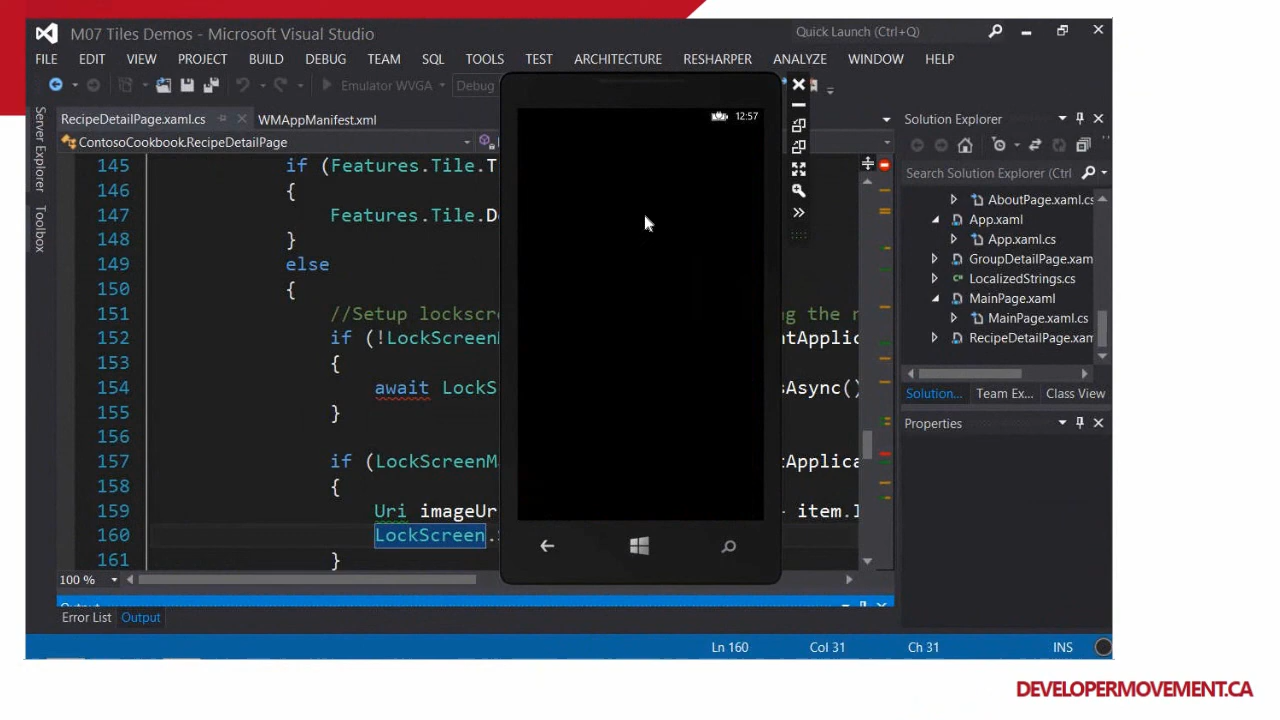 M07 Tiles Demos - Microsoft Visual Studio
Quick Launch (Ctrl+Q)
FILE EDIT VIEW PROJECT BUILD DEBUG TEAM SQL TOOLS TEST ARCHITECTURE RESHARPER ANALYZE WINDOW HELP
Emulator WVGA Debug
Server Explorer
Toolbox
RecipeDetailPage.xaml.cs WMAppManifest.xml
ContosoCookbook.RecipeDetailPage
145 if (Features.Tile.T
146 {
147 Features.Tile.D
148 }
149 else
150 {
151 //Setup lockscr ng the
152 if (!LockScreen ntApplic
153 {
154 await LockS sAsync()
155 }
156
157 if (LockScreenM tApplica
158 {
159 Uri imageUr item.I
160 LockScreen.
161 }
100 %
12:57
Solution Explorer
Search Solution Explorer (Ctrl
AboutPage.xaml.cs
App.xaml
App.xaml.cs
GroupDetailPage.xam
LocalizedStrings.cs
MainPage.xaml
MainPage.xaml.cs
RecipeDetailPage.xam
Solution... Team Ex... Class View
Properties
Output
Error List Output
Ln 160 Col 31 Ch 31 INS
DEVELOPERMOVEMENT.CA